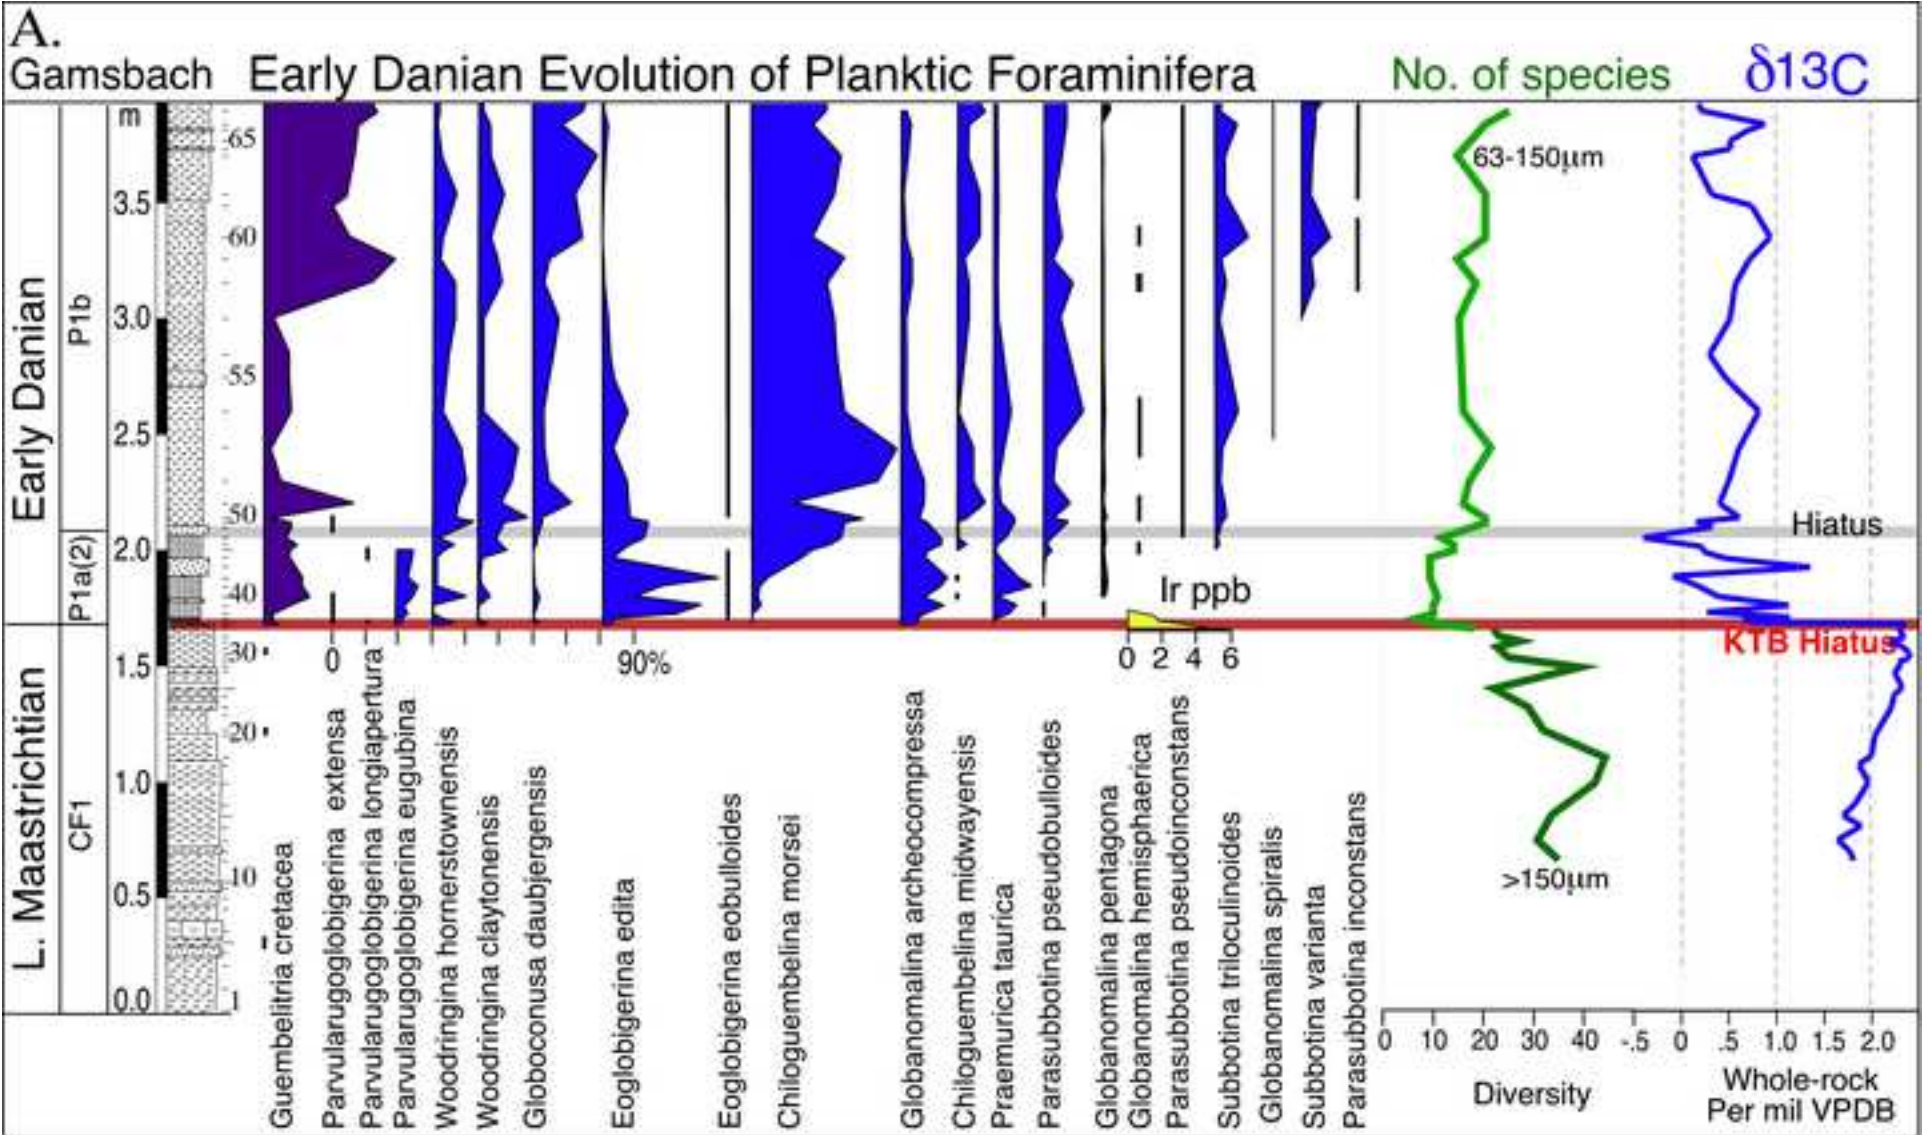 A.
Gamsbach
Early Danian Evolution of Planktic Foraminifera
No. of species
δ13C
m
65
63-150µm
3.5
60
3.0
55
2.5
50
Hiatus
2.0
40
Ir ppb
KTB Hiatus
30
1.5
0
90%
0 2 4 6
20
1.0
10
0.5
>150µm
0.0
1
Early Danian
L. Maastrichtian
P1b
P1a(2)
CF1
Guembelitria cretacea
Parvularugoglobigerina extensa
Parvularugoglobigerina longiapertura
Parvularugoglobigerina eugubina
Woodringina hornerstownensis
Woodringina claytonensis
Globoconusa daubjergensis
Eoglobigerina edita
Eoglobigerina eobulloides
Chiloguembelina morsei
Globanomalina archeocompressa
Chiloguembelina midwayensis
Praemurica taurica
Parasubbotina pseudobulloides
Globanomalina pentagona
Globanomalina hemisphaerica
Parasubbotina pseudoinconstans
Subbotina triloculinoides
Globanomalina spiralis
Subbotina varianta
Parasubbotina inconstans
0 10 20 30 40 -.5 0 .5 1.0 1.5 2.0
Diversity
Whole-rock
Per mil VPDB